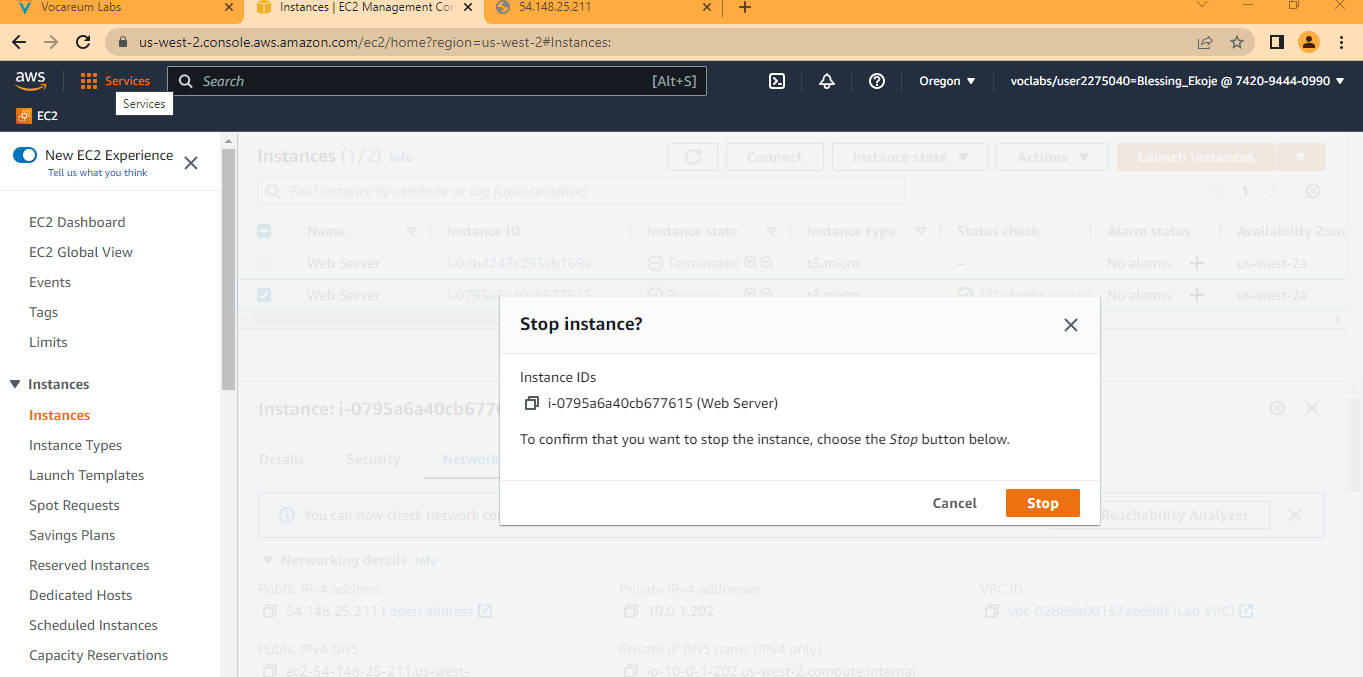 Vocareum Labs
Instances | EC2 Management Cor
54.148.25.211
us-west-2.console.aws.amazon.com/ec2/home?region=us-west-2#Instances:
aws
Services
Search
[Alt+S]
Oregon
voclabs/user2275040=Blessing_Ekoje @ 7420-9444-0990
Services
EC2
New EC2 Experience
Tell us what you think
EC2 Dashboard
EC2 Global View
Events
Tags
Limits
Instances
Instances
Instance Types
Launch Templates
Spot Requests
Savings Plans
Reserved Instances
Dedicated Hosts
Scheduled Instances
Capacity Reservations
Instances (1/2) Info
Connect
Instance state
Actions
Launch instances
Find instance by attribute or tag (case-sensitive)
1
Name Instance ID Instance state Instance type Status check Alarm status Availability Zone
Web Server i-0db4247c295cb169a Terminated t3.micro – No alarms + us-west-2a
Web Server i-0795a6a40cb677615 Running t3.micro 2/2 checks passed No alarms + us-west-2a
Stop instance?
Instance IDs
i-0795a6a40cb677615 (Web Server)
To confirm that you want to stop the instance, choose the Stop button below.
Cancel
Stop
Instance: i-0795a6a40cb6776
Details
Security
Network
You can now check network co
Reachability Analyzer
Networking details Info
Public IPv4 address
54.148.25.211 | open address
Private IPv4 addresses
10.0.1.202
VPC ID
vpc-02889a00157aed98f (Lab VPC)
Public IPv4 DNS
ec2-54-148-25-211.us-west-
Private IP DNS name (IPv4 only)
ip-10-0-1-202.us-west-2.compute.internal